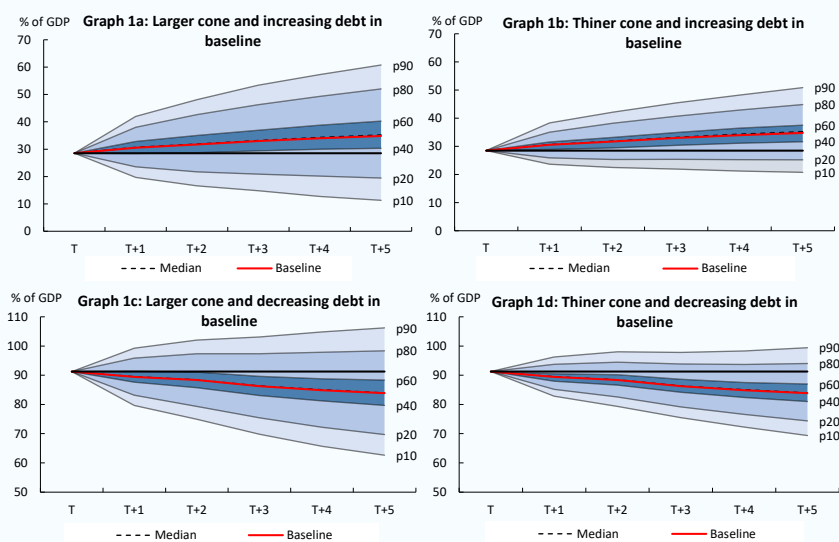 % of GDP
Graph 1a: Larger cone and increasing debt in
baseline
70
60
50
40
30
20
10
0
p90
p80
p60
p40
p20
p10
T T+1 T+2 T+3 T+4 T+5
Median Baseline
% of GDP
Graph 1b: Thiner cone and increasing debt in
baseline
70
60
50
40
30
20
10
0
p90
p80
p60
p40
p20
p10
T T+1 T+2 T+3 T+4 T+5
Median Baseline
% of GDP
Graph 1c: Larger cone and decreasing debt in
baseline
110
100
90
80
70
60
50
p90
p80
p60
p40
p20
p10
T T+1 T+2 T+3 T+4 T+5
Median Baseline
% of GDP
Graph 1d: Thiner cone and decreasing debt in
baseline
110
100
90
80
70
60
50
p90
p80
p60
p40
p20
p10
T T+1 T+2 T+3 T+4 T+5
Median Baseline